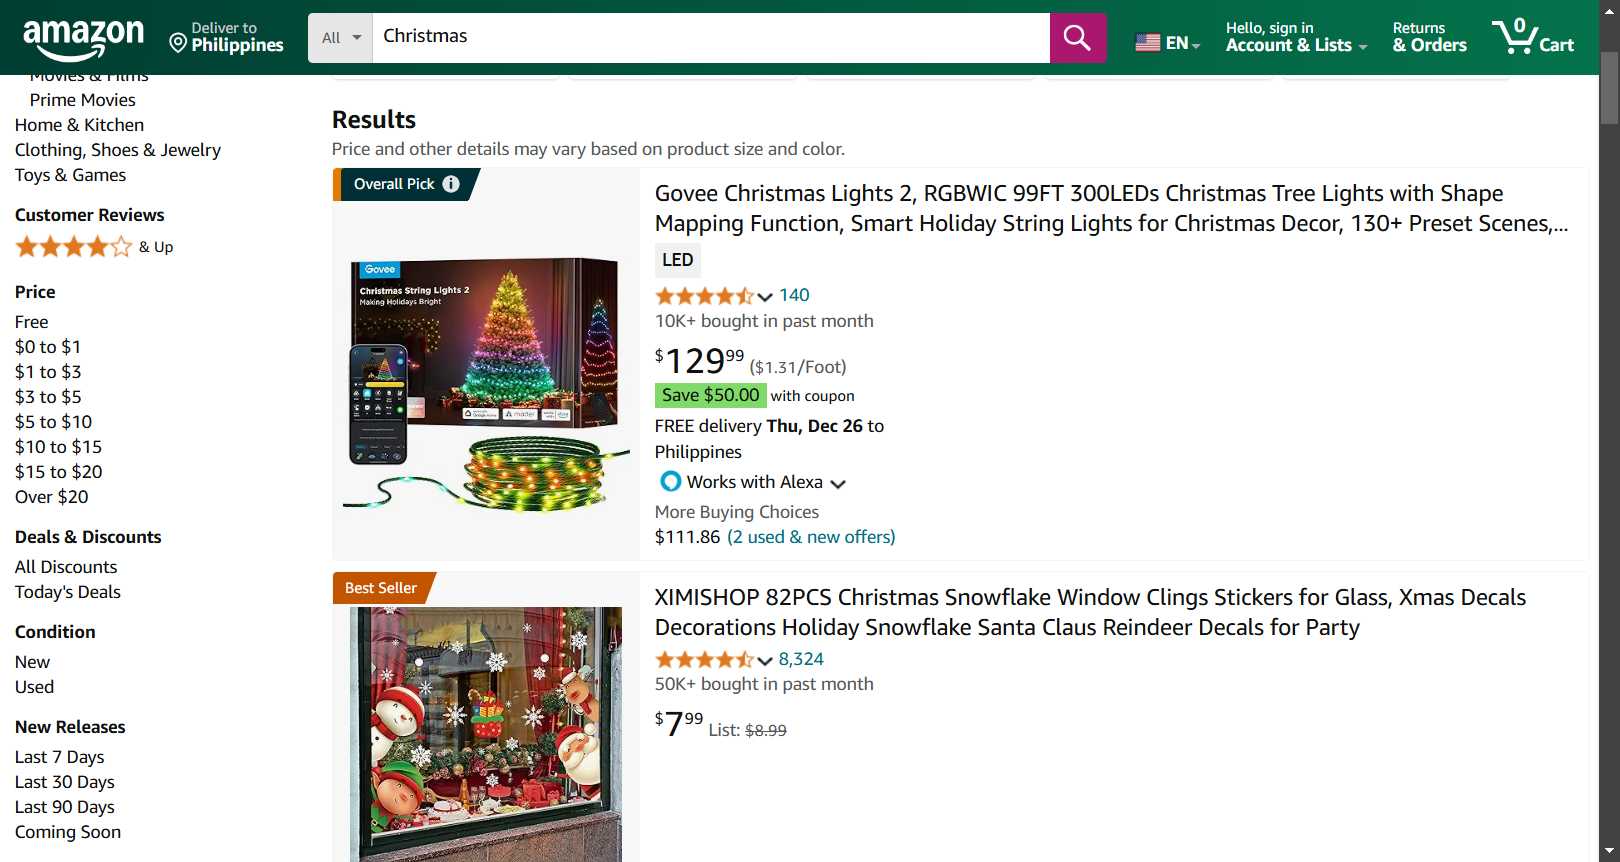 amazon
Deliver to
Philippines
All
Christmas
EN
Hello, sign in
Account & Lists
Returns
& Orders
0
Cart
Movies & Films
Prime Movies
Home & Kitchen
Clothing, Shoes & Jewelry
Toys & Games
Customer Reviews
& Up
Price
Free
$0 to $1
$1 to $3
$3 to $5
$5 to $10
$10 to $15
$15 to $20
Over $20
Deals & Discounts
All Discounts
Today's Deals
Condition
New
Used
New Releases
Last 7 Days
Last 30 Days
Last 90 Days
Coming Soon
Results
Price and other details may vary based on product size and color.
Overall Pick
Govee
Christmas String Lights 2
Making Holidays Bright
Govee Christmas Lights 2, RGBWIC 99FT 300LEDs Christmas Tree Lights with Shape
Mapping Function, Smart Holiday String Lights for Christmas Decor, 130+ Preset Scenes,...
LED
140
10K+ bought in past month
$129.99 ($1.31/Foot)
Save $50.00 with coupon
FREE delivery Thu, Dec 26 to
Philippines
Works with Alexa
More Buying Choices
$111.86 (2 used & new offers)
Best Seller
XIMISHOP 82PCS Christmas Snowflake Window Clings Stickers for Glass, Xmas Decals
Decorations Holiday Snowflake Santa Claus Reindeer Decals for Party
8,324
50K+ bought in past month
$7.99 List: $8.99